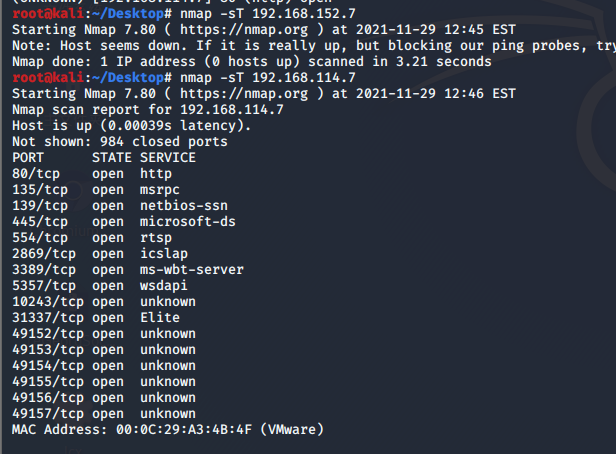 (UNKNOWN) [192.168.114.7] 80 (http) open
root@kali:~/Desktop# nmap -sT 192.168.152.7
Starting Nmap 7.80 ( https://nmap.org ) at 2021-11-29 12:45 EST
Note: Host seems down. If it is really up, but blocking our ping probes, try
Nmap done: 1 IP address (0 hosts up) scanned in 3.21 seconds
root@kali:~/Desktop# nmap -sT 192.168.114.7
Starting Nmap 7.80 ( https://nmap.org ) at 2021-11-29 12:46 EST
Nmap scan report for 192.168.114.7
Host is up (0.00039s latency).
Not shown: 984 closed ports
PORT STATE SERVICE
80/tcp open http
135/tcp open msrpc
139/tcp open netbios-ssn
445/tcp open microsoft-ds
554/tcp open rtsp
2869/tcp open icslap
3389/tcp open ms-wbt-server
5357/tcp open wsdapi
10243/tcp open unknown
31337/tcp open Elite
49152/tcp open unknown
49153/tcp open unknown
49154/tcp open unknown
49155/tcp open unknown
49156/tcp open unknown
49157/tcp open unknown
MAC Address: 00:0C:29:A3:4B:4F (VMware)